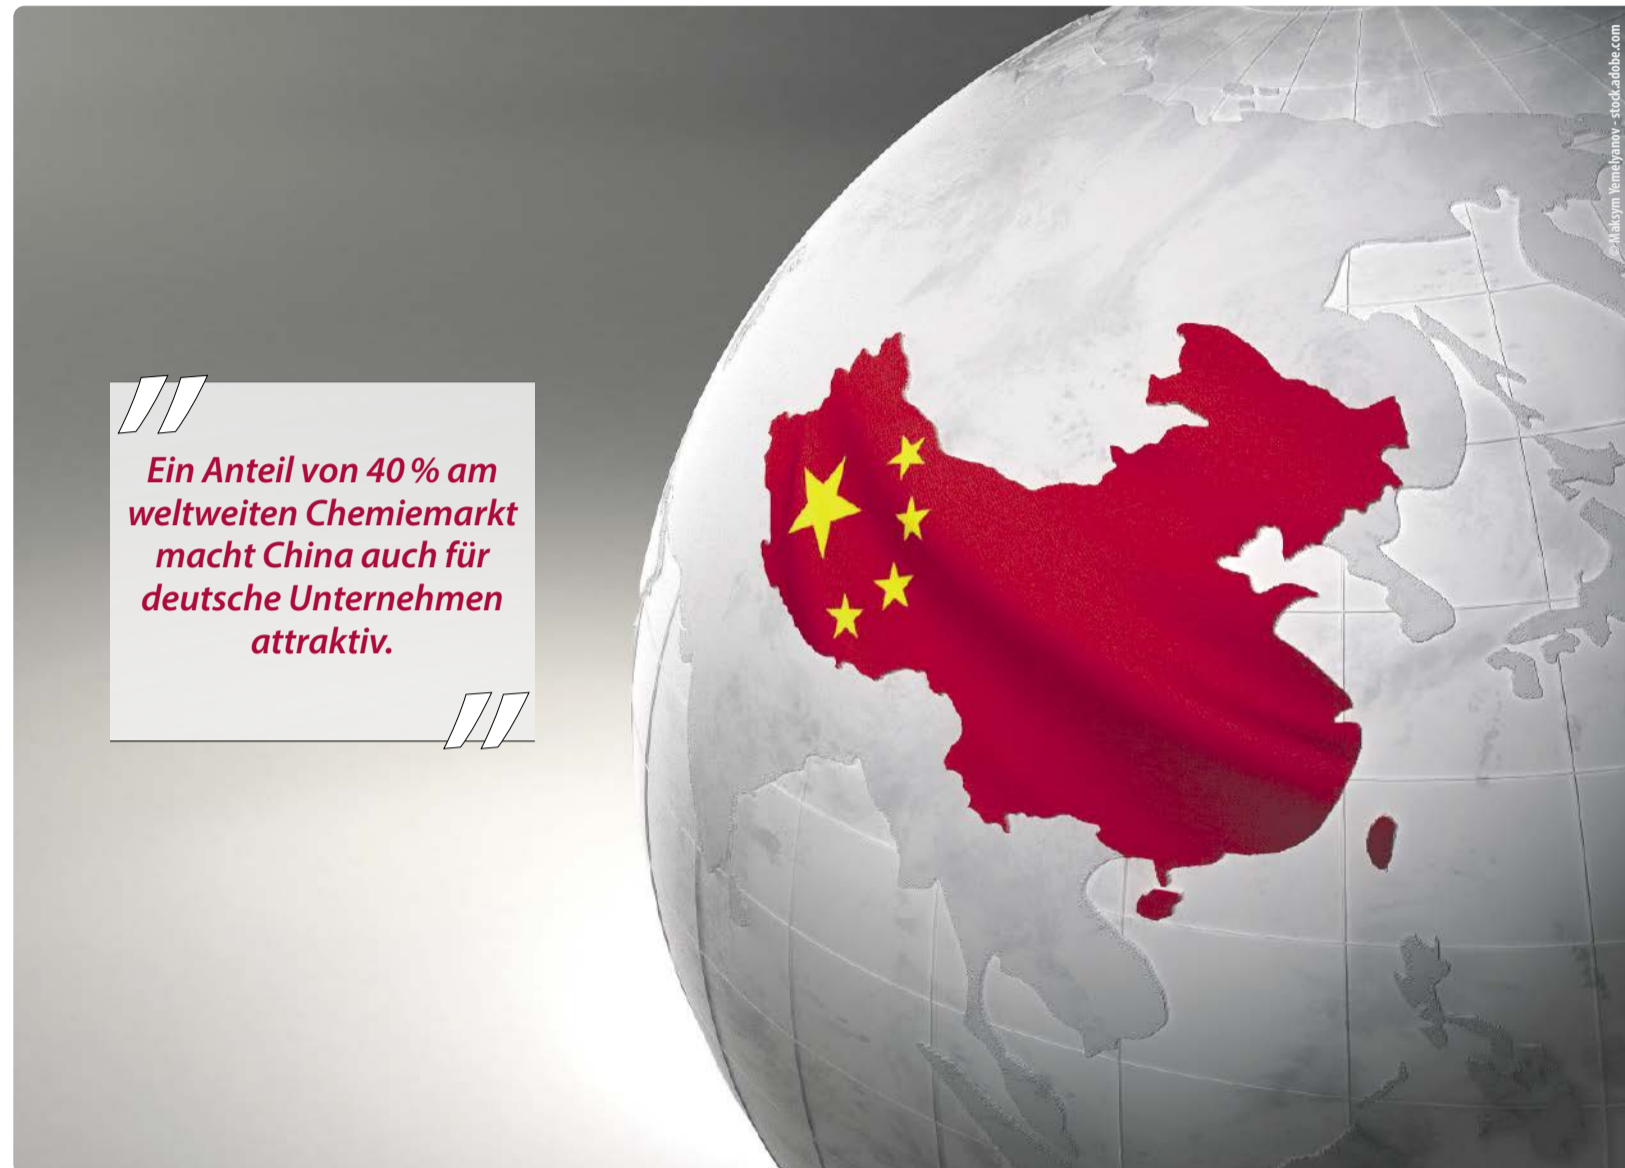 Ein Anteil von 40 % am
weltweiten Chemiemarkt
macht China auch für
deutsche Unternehmen
attraktiv.
© Maksym Yemelyanov - stock.adobe.com